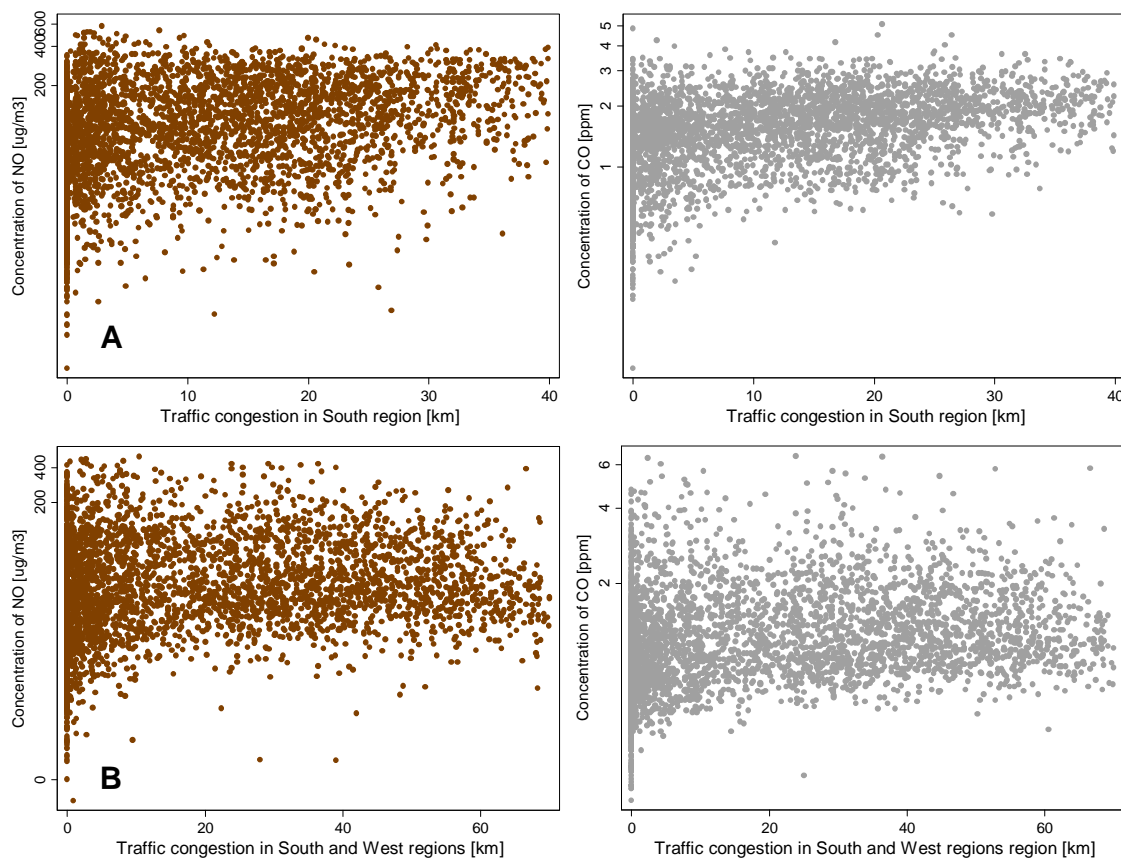 Concentration of NO [ug/m3]
400600
200
A
0 10 20 30 40
Traffic congestion in South region [km]
Concentration of CO [ppm]
5
4
3
2
1
0 10 20 30 40
Traffic congestion in South region [km]
Concentration of NO [ug/m3]
400
200
0
B
0 20 40 60
Traffic congestion in South and West regions [km]
Concentration of CO [ppm]
6
4
2
0 20 40 60
Traffic congestion in South and West regions region [km]